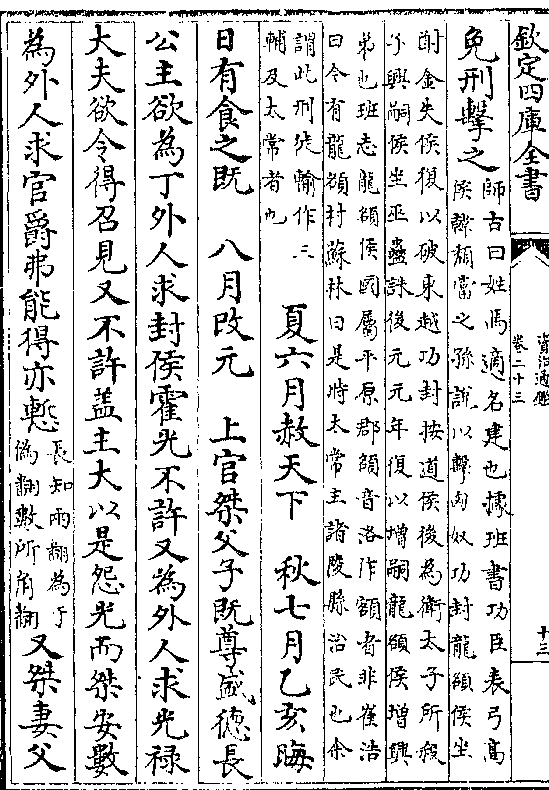 欽定四庫全書
資治通鑑
卷二十三
十三
免刑擊之
師古曰姓馬適名建也據班書功臣表弓高
侯韓頽當之孫說以擊匈奴功封龍頟侯坐
酎金失侯復以破東越功封按道侯後為衛太子所殺
子興嗣侯坐巫蠱誅後元元年復以增嗣龍頟侯增興
弟也班志龍頟侯國屬平原郡頟音洛作額者非崔浩
曰今有龍頟村蘇林曰是時太常主諸陵縣治民也余
謂此刑徒輸作三
輔及太常者也
夏六月赦天下 秋七月乙亥晦
日有食之既 八月改元 上官桀父子既尊盛德長
公主欲為丁外人求封侯霍光不許又為外人求光祿
大夫欲令得召見又不許蓋主大以是怨光而桀安數
為外人求官爵弗能得亦慙
長知兩翻為于
偽翻數所角翻
又桀妻父